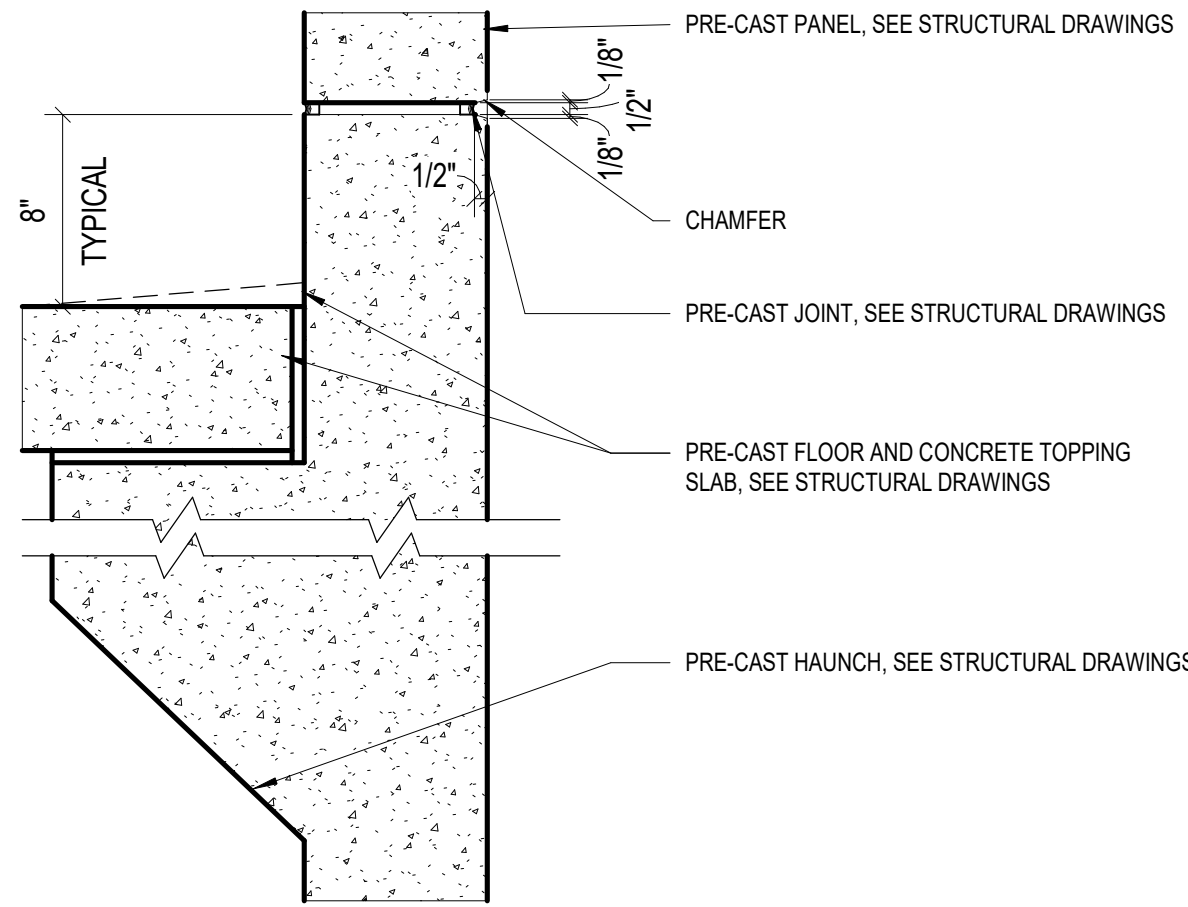 PRE-CAST PANEL, SEE STRUCTURAL DRAWINGS
1/8"
1/2"
1/8"
1/2"
8"
TYPICAL
CHAMFER
PRE-CAST JOINT, SEE STRUCTURAL DRAWINGS
PRE-CAST FLOOR AND CONCRETE TOPPING
SLAB, SEE STRUCTURAL DRAWINGS
PRE-CAST HAUNCH, SEE STRUCTURAL DRAWINGS